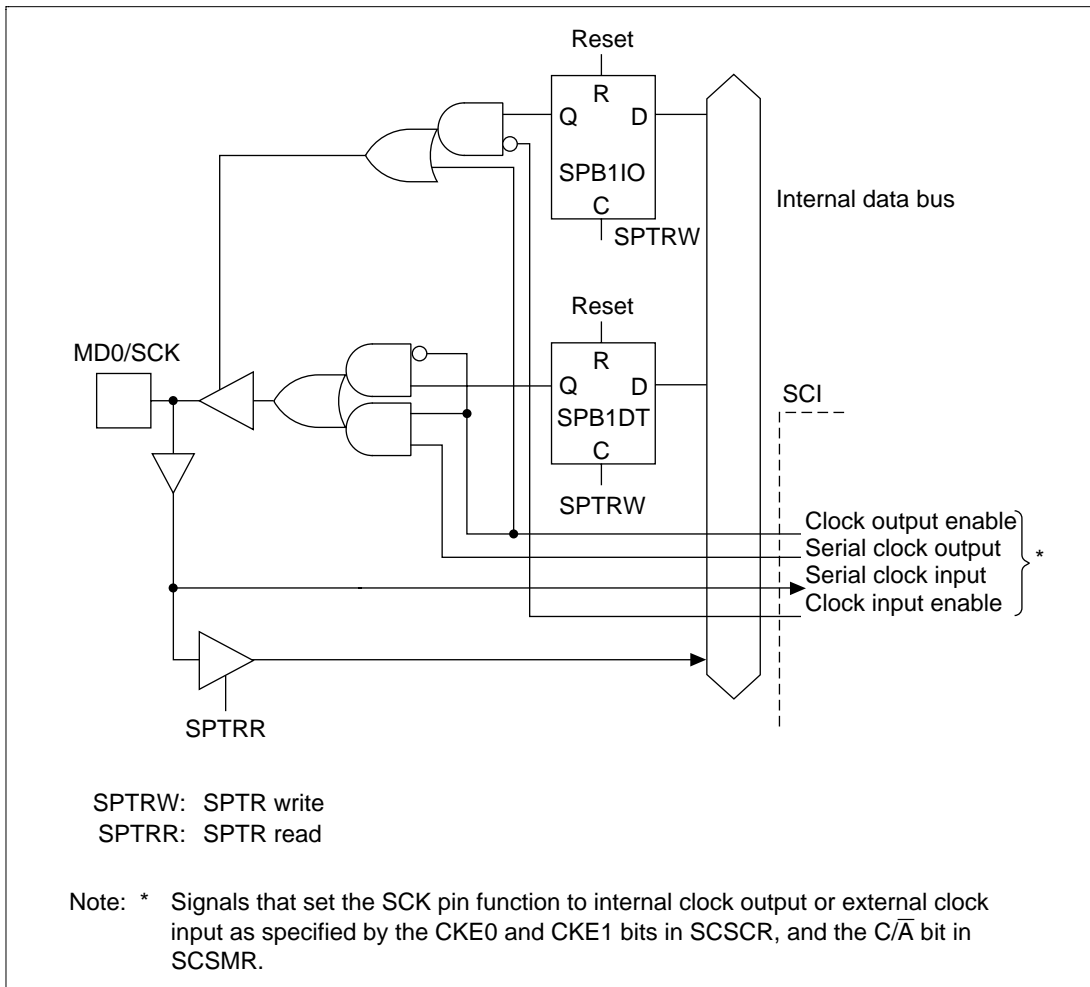 Reset
R
Q D
SPB1IO
C
SPTRW
Internal data bus
Reset
R
Q D
SPB1DT
C
SPTRW
MD0/SCK
SCI
Clock output enable
Serial clock output
Serial clock input
Clock input enable
*
SPTRR
SPTRW: SPTR write
SPTRR: SPTR read
Note: * Signals that set the SCK pin function to internal clock output or external clock
input as specified by the CKE0 and CKE1 bits in SCSCR, and the C/A̅ bit in
SCSMR.